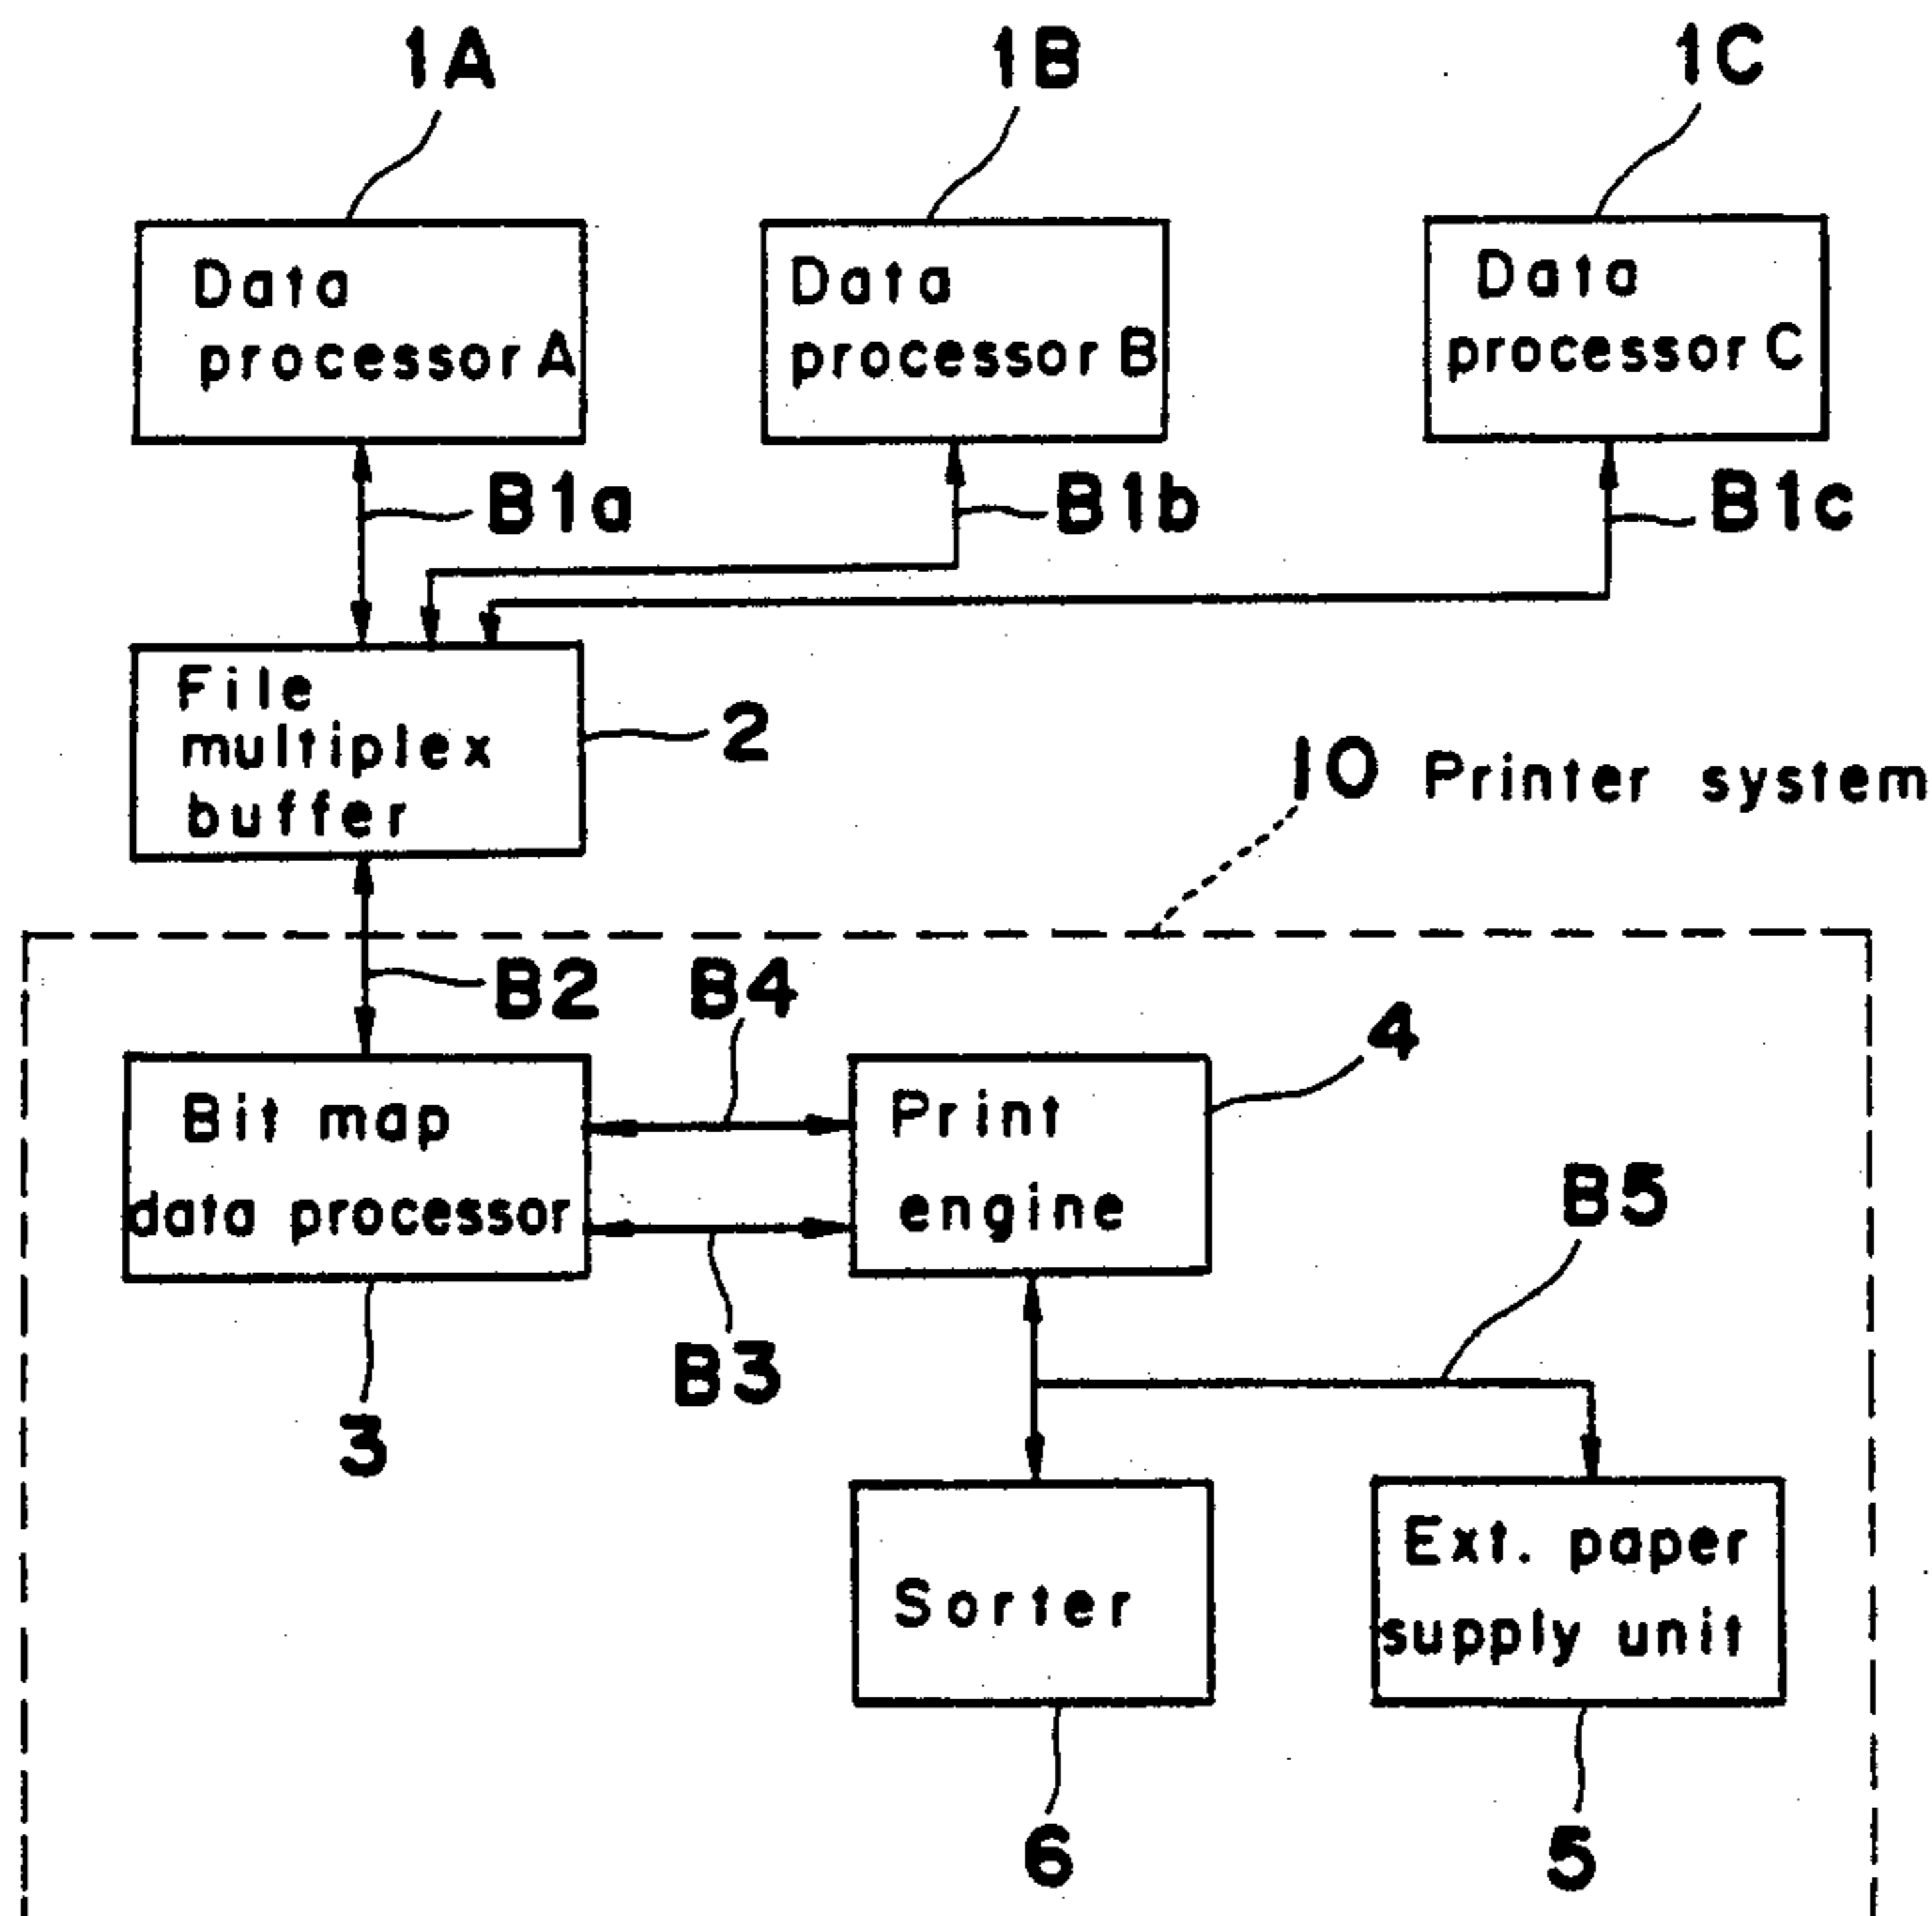 1A
1B
1C
Data
processor A
Data
processor B
Data
processor C
B1a
B1b
B1c
File
multiplex
buffer
2
10 Printer system
B2
B4
4
Bit map
data processor
Print
engine
B5
B3
3
Sorter
Ext. paper
supply unit
6
5